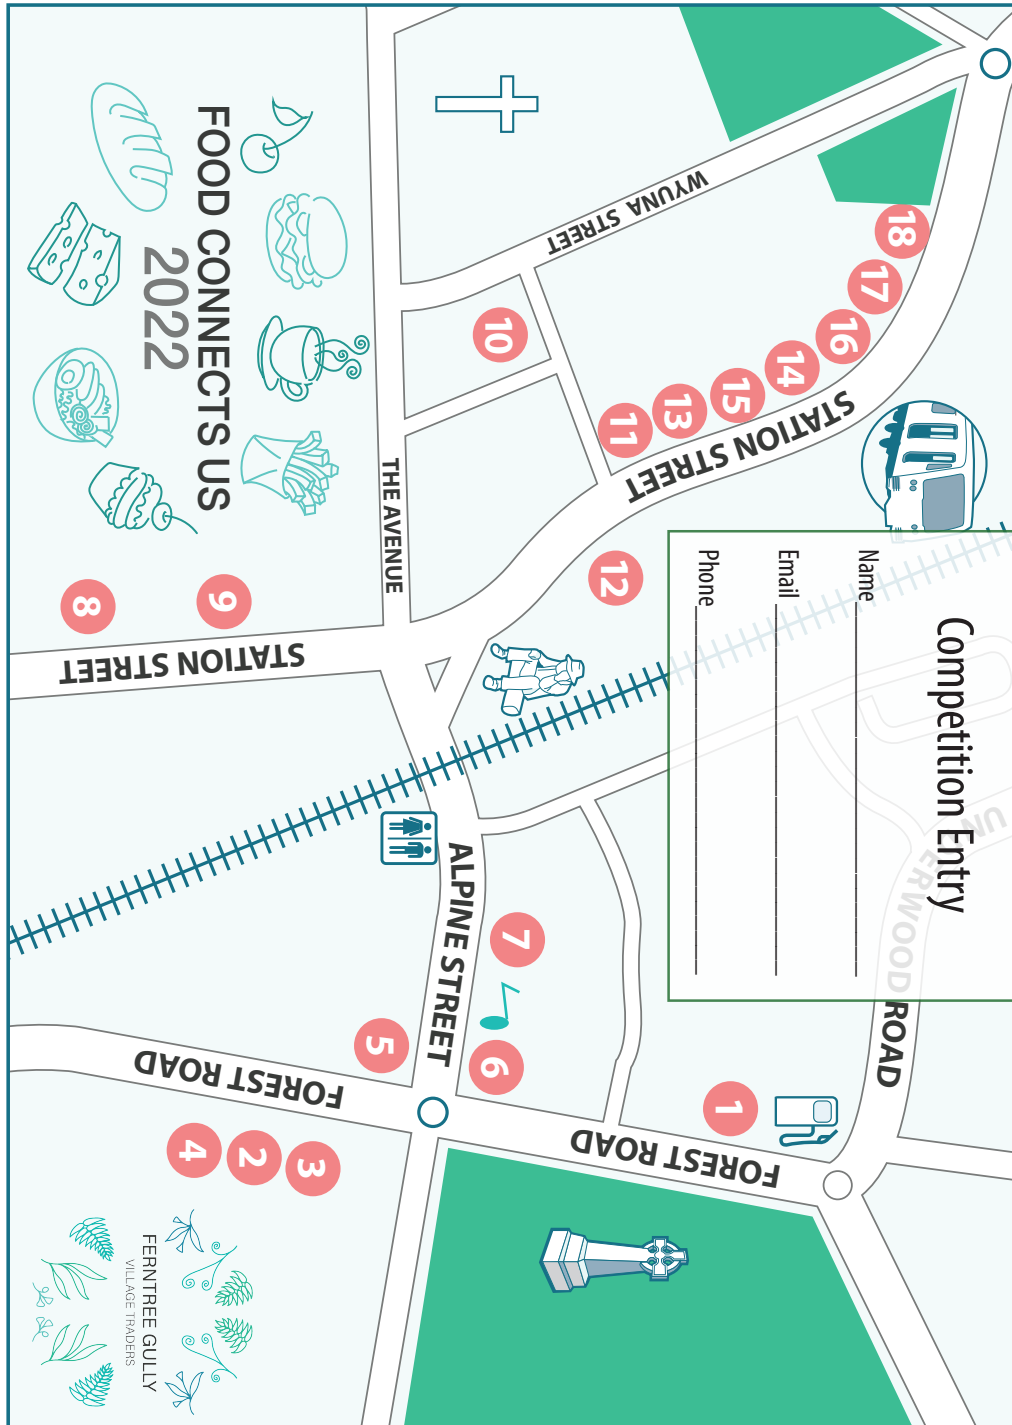 FOOD CONNECTS US
2022
WYUNA STREET
THE AVENUE
STATION STREET
STATION STREET
ALPINE STREET
FOREST ROAD
FOREST ROAD
UNDERWOOD ROAD
18
17
16
14
15
13
11
10
12
9
8
7
6
5
1
3
2
4
Competition Entry
Name
Email
Phone
FERNTREE GULLY
VILLAGE TRADERS